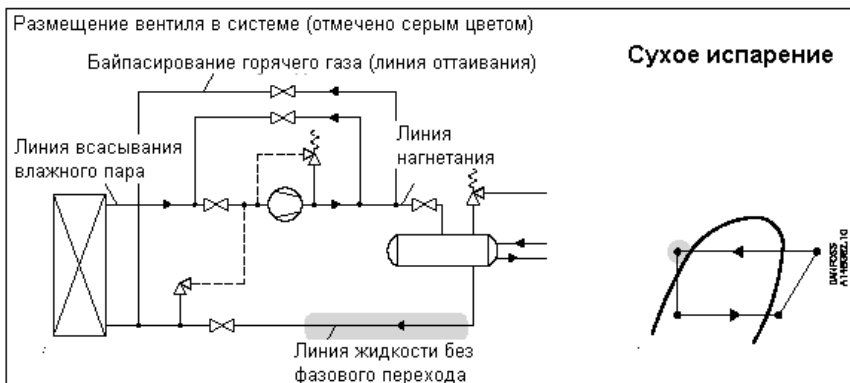 Размещение вентиля в системе (отмечено серым цветом)
Байпасирование горячего газа (линия оттаивания)
Сухое испарение
Линия всасывания
влажного пара
Линия
нагнетания
DANFOSS
Линия жидкости без
фазового перехода